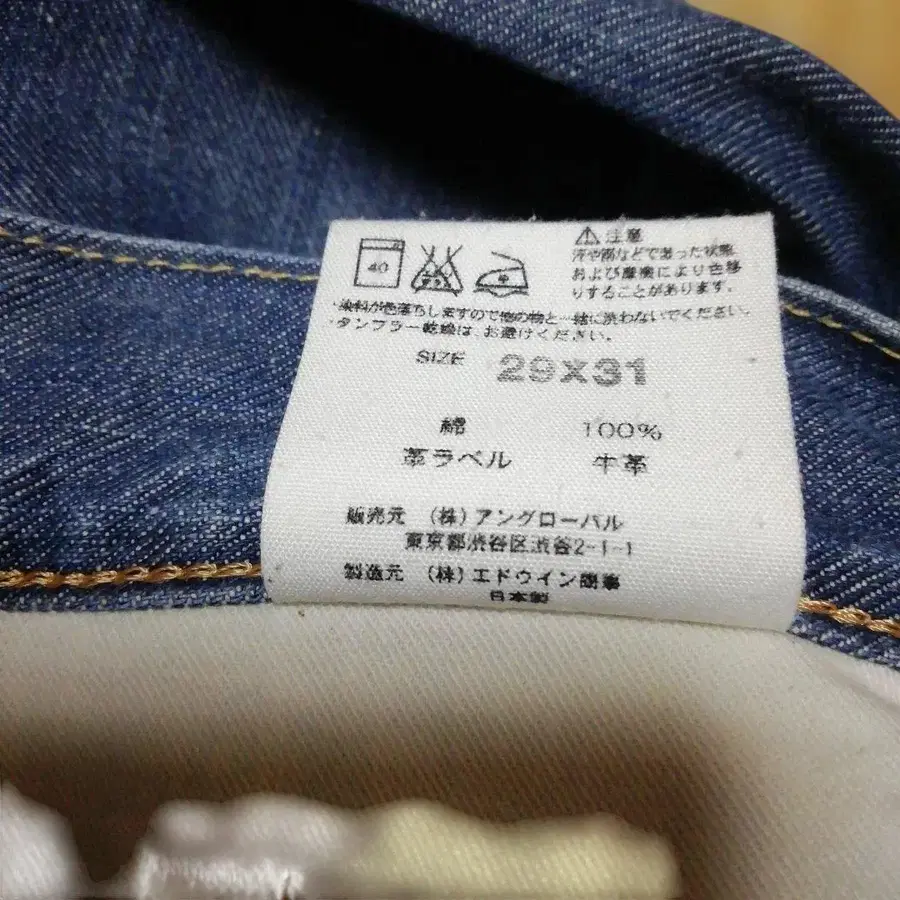 40
⚠注意
汗や雨などで湿った状態
および摩擦により色移
りすることがあります。
・染料が色落ちしますので他の物と一緒に洗わないでください。
・タンブラー乾燥は、お避けください。
SIZE 29X31
綿 100%
革ラベル 牛革
販売元 (株)アングローバル
東京都渋谷区渋谷2-1-1
製造元 (株)エドウイン商事
日本製